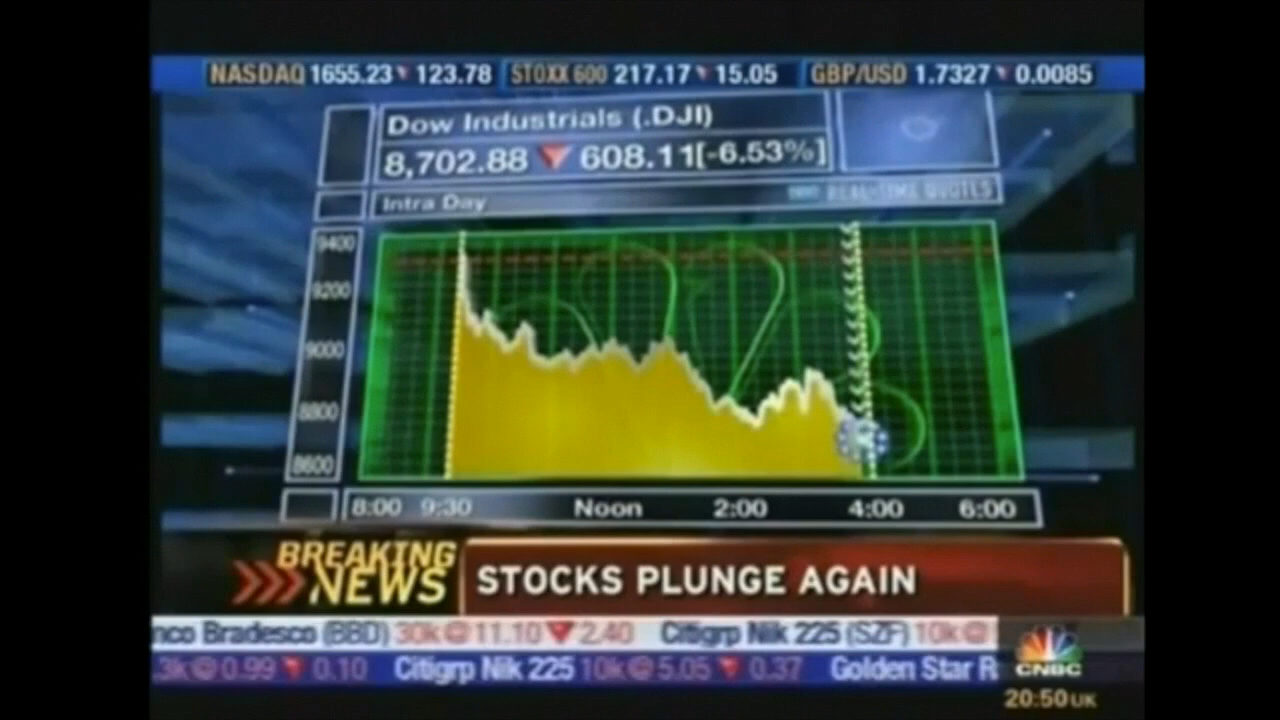 NASDAQ 1655.23 ▼ 123.78 STOXX 600 217.17 ▼ 15.05 GBP/USD 1.7327 ▼ 0.0085
Dow Industrials (.DJI)
8,702.88 ▼ 608.11[-6.53%]
REAL-TIME QUOTES
Intra Day
9400
9200
9000
8800
8600
8:00 9:30 Noon 2:00 4:00 6:00
BREAKING
NEWS
STOCKS PLUNGE AGAIN
nco Bradesco (BBD) 30k@11.10 ▼ 2.40 Citigrp Nik 225 (SZF) 10k@
.3k@0.99 ▼ 0.10 Citigrp Nik 225 10k@5.05 ▼ 0.37 Golden Star R
CNBC
20:50 UK